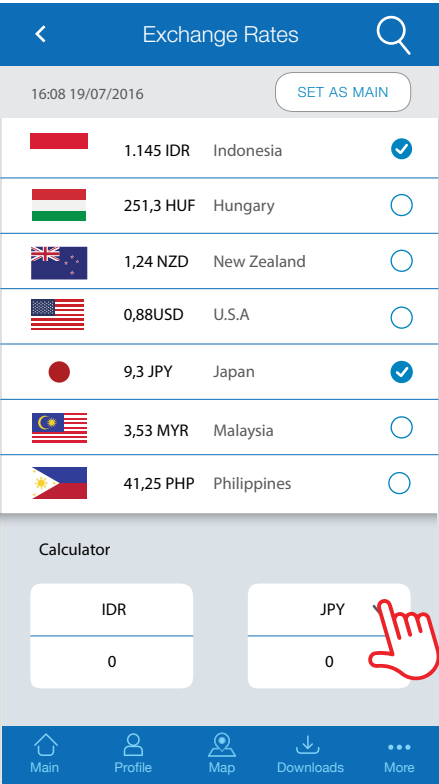 Exchange Rates
16:08 19/07/2016 SET AS MAIN
1.145 IDR Indonesia
251,3 HUF Hungary
1,24 NZD New Zealand
0,88USD U.S.A
9,3 JPY Japan
3,53 MYR Malaysia
41,25 PHP Philippines
Calculator
IDR JPY
0 0
Main Profile Map Downloads More